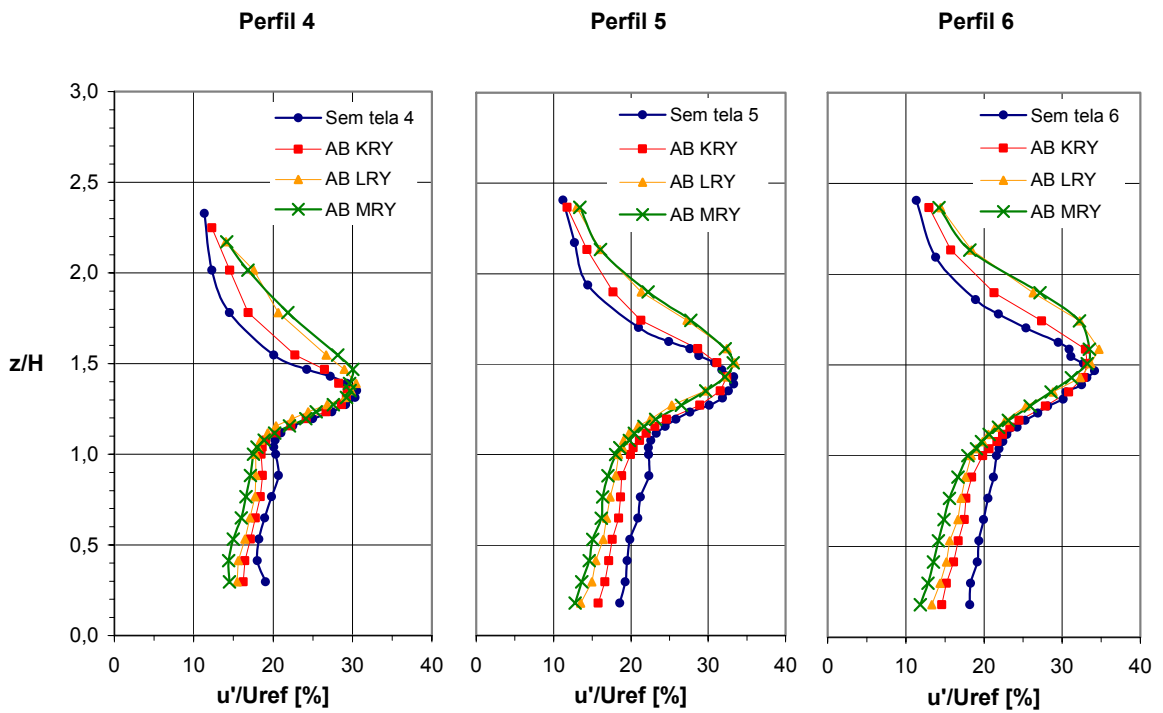 Perfil 4
Perfil 5
Perfil 6
3,0
2,5
2,0
1,5
1,0
0,5
0,0
z/H
Sem tela 4
AB KRY
AB LRY
AB MRY
0
10
20
30
40
u'/Uref [%]
Sem tela 5
AB KRY
AB LRY
AB MRY
0
10
20
30
40
u'/Uref [%]
Sem tela 6
AB KRY
AB LRY
AB MRY
0
10
20
30
40
u'/Uref [%]